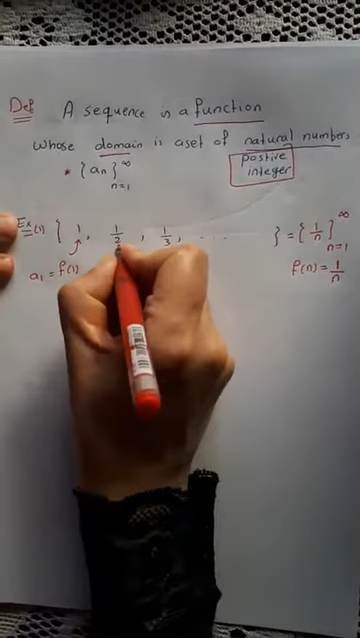 Def A sequence is a function
whose domain is a set of natural numbers
* {aₙ}^∞_{n=1} postive
integer
Ex (1) { 1, 1/2, 1/3, .... } = {1/n}^∞_{n=1}
a₁ = f(1) f(n) = 1/n